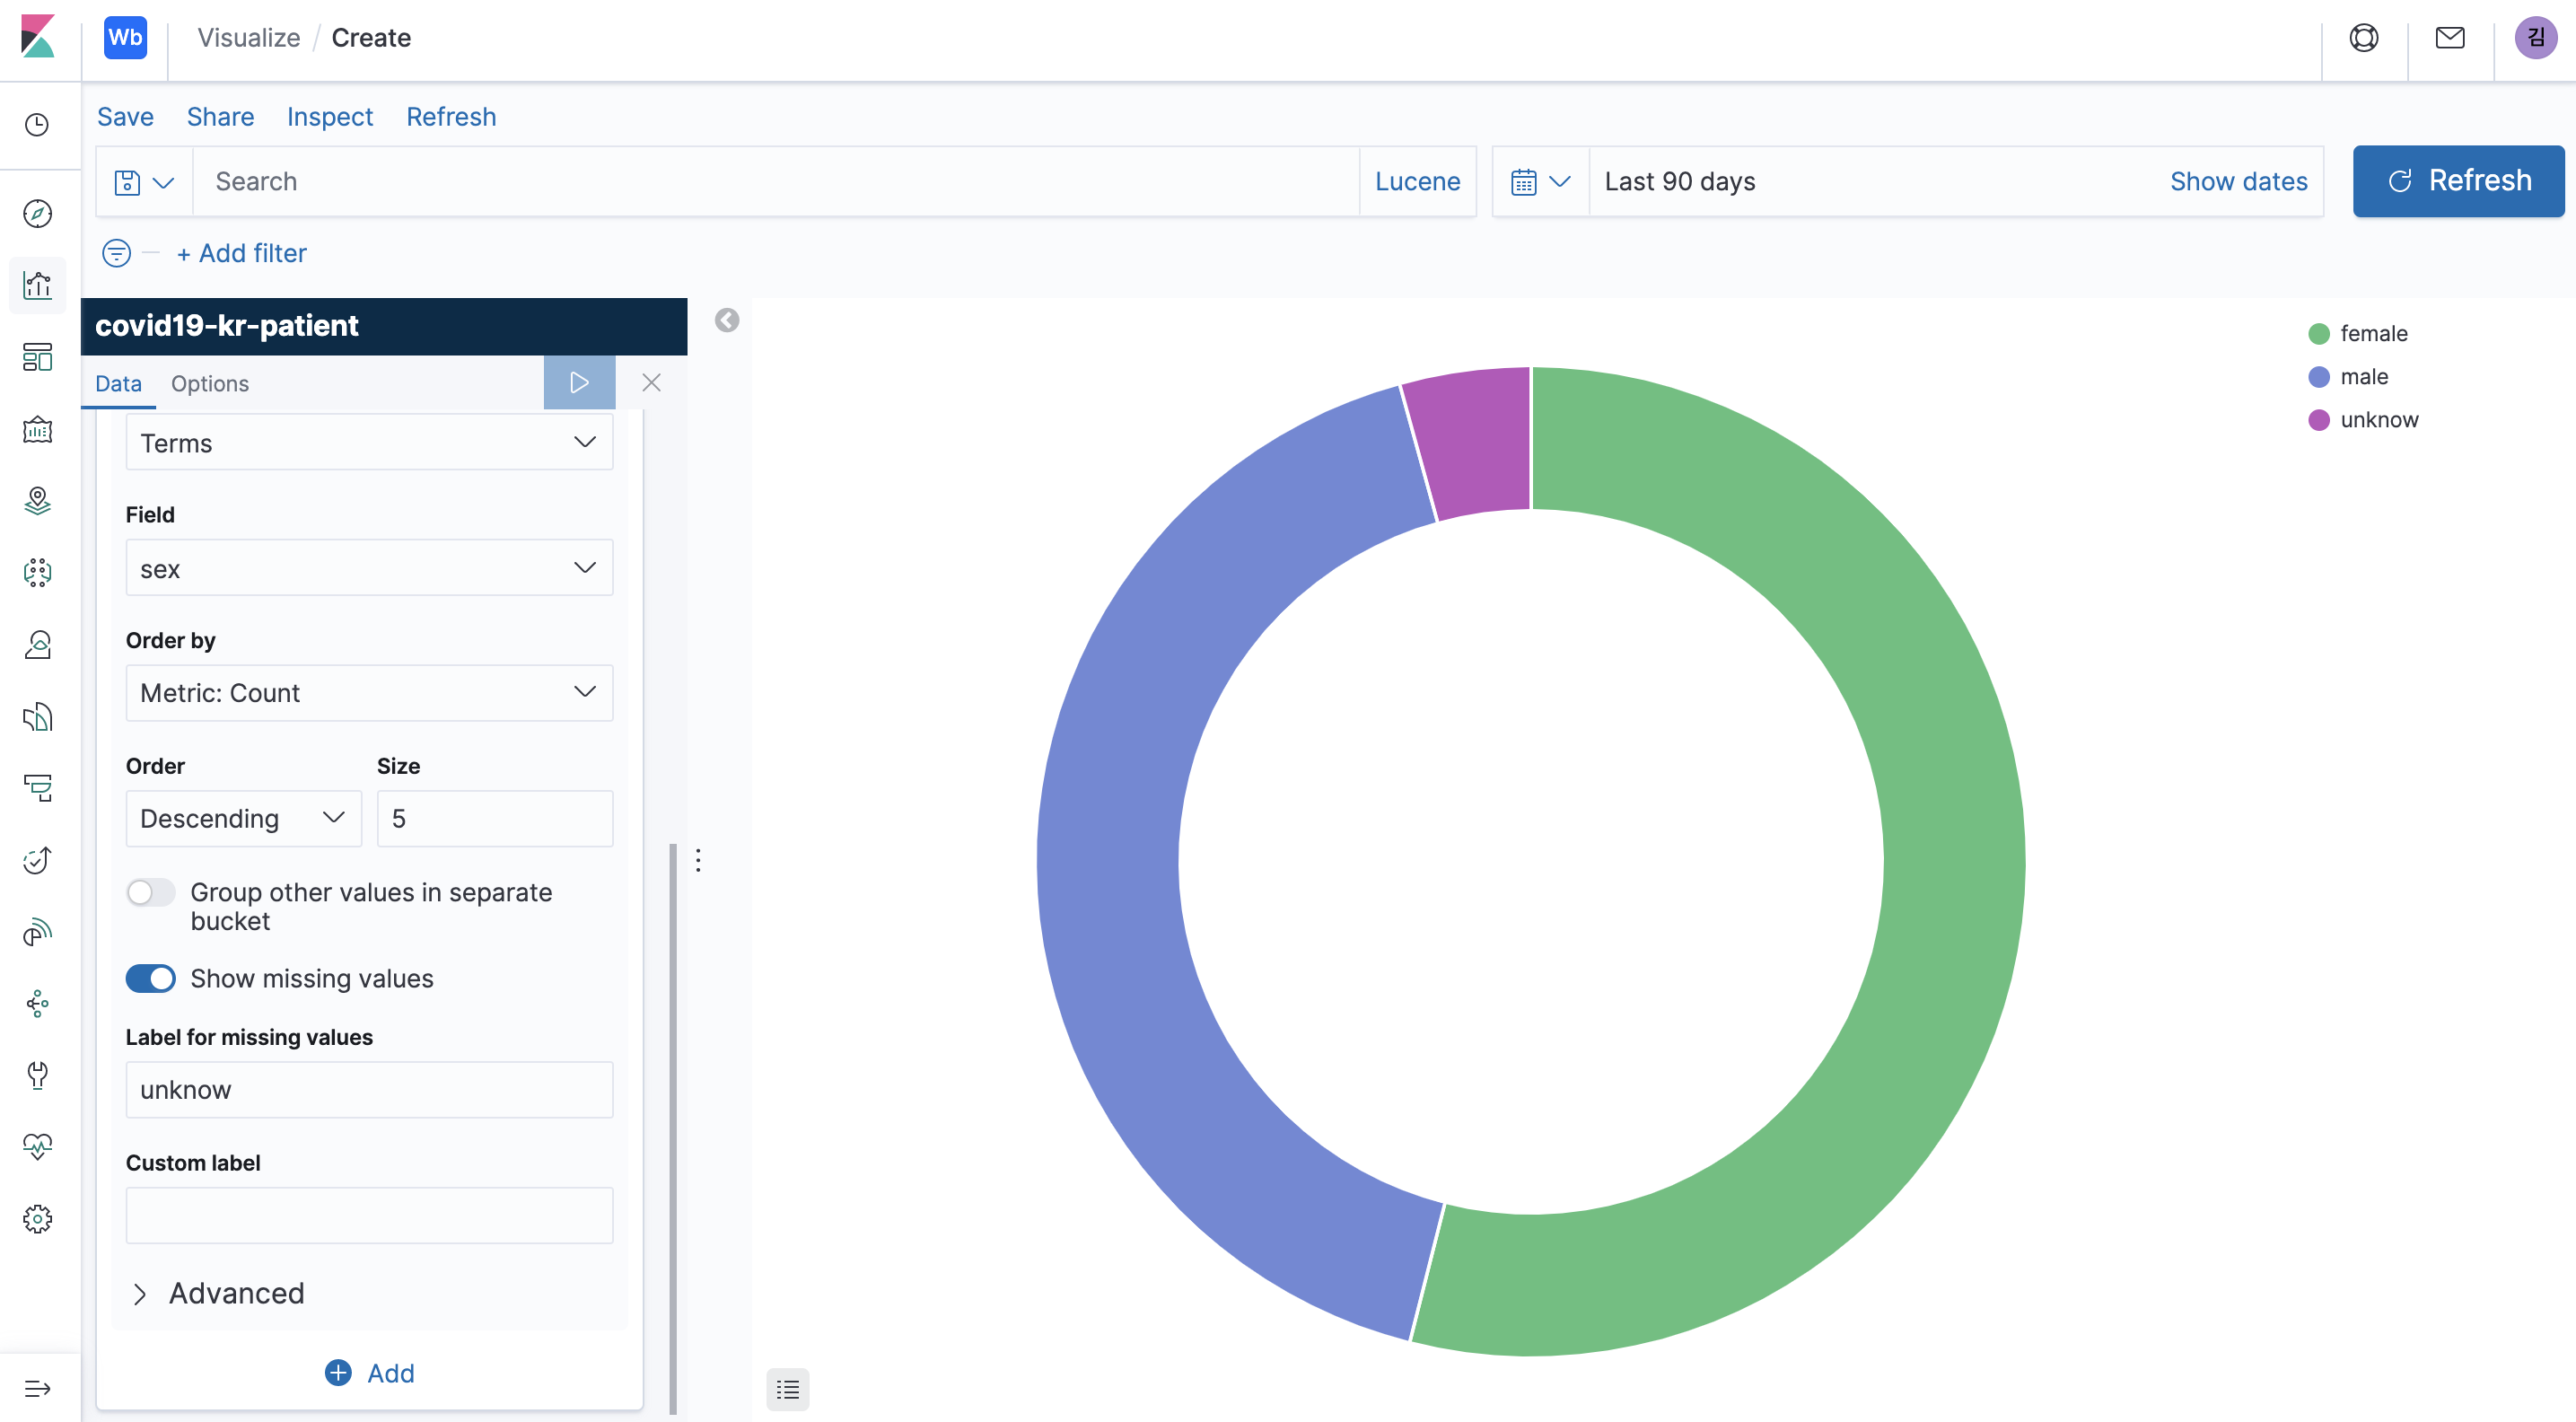 Wb
Visualize / Create
김
Save Share Inspect Refresh
Search
Lucene
Last 90 days
Show dates
Refresh
+ Add filter
covid19-kr-patient
Data Options
Terms
Field
sex
Order by
Metric: Count
Order Size
Descending 5
Group other values in separate
bucket
Show missing values
Label for missing values
unknow
Custom label
Advanced
Add
female
male
unknow